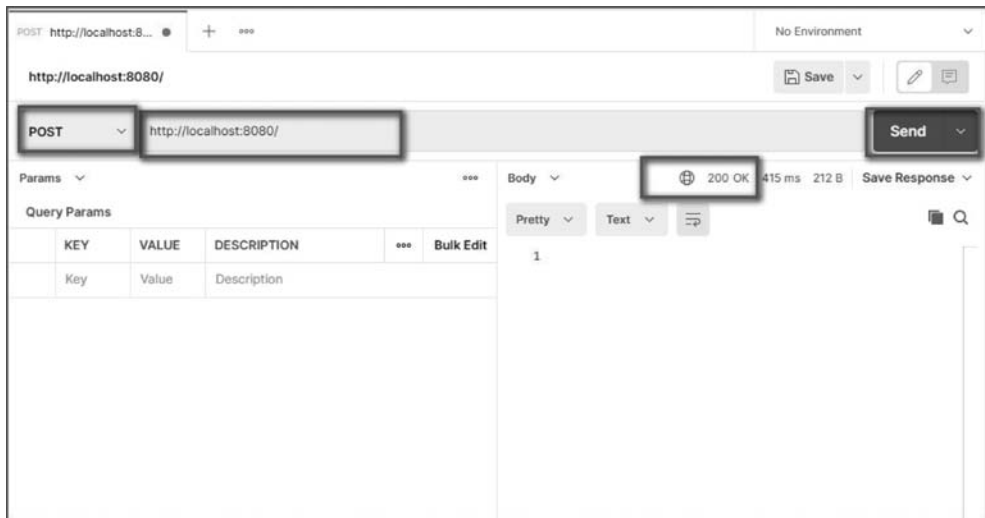 POST http://localhost:8... No Environment
http://localhost:8080/ Save
POST http://localhost:8080/ Send
Params Body 200 OK 415 ms 212 B Save Response
Query Params Pretty Text
KEY VALUE DESCRIPTION Bulk Edit
1
Key Value Description